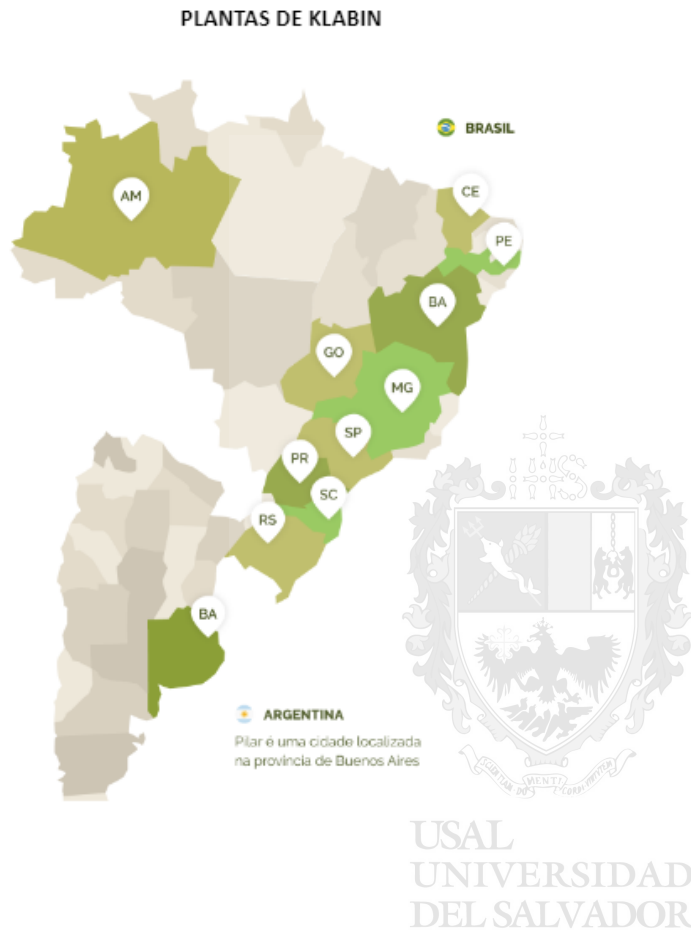 PLANTAS DE KLABIN
BRASIL
AM
CE
PE
BA
GO
MG
SP
PR
SC
RS
BA
ARGENTINA
Pilar é uma cidade localizada
na província de Buenos Aires
USAL
UNIVERSIDAD
DEL SALVADOR